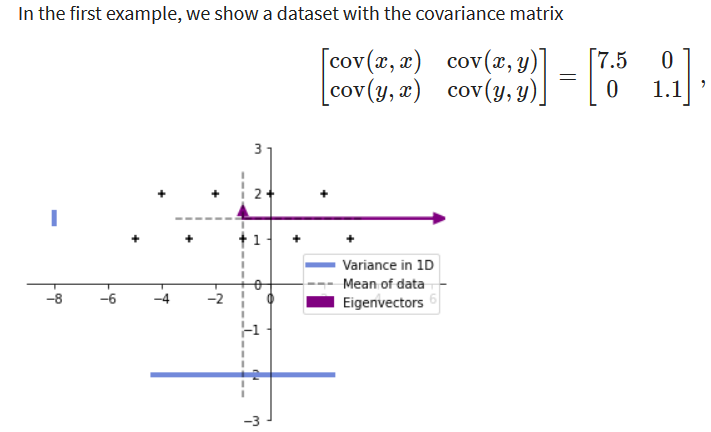 In the first example, we show a dataset with the covariance matrix
[cov(x, x) cov(x, y)] = [7.5 0]
[cov(y, x) cov(y, y)] [0 1.1],
3
2
1
Variance in 1D
Mean of data
Eigenvectors
-8 -6 -4 -2 0 0 6
-1
-2
-3